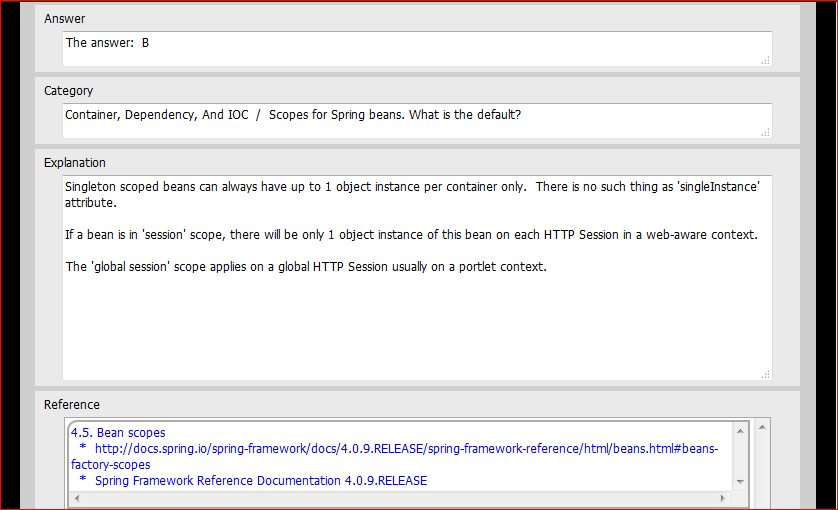 Answer
The answer:  B
Category
Container, Dependency, And IOC  /  Scopes for Spring beans. What is the default?
Explanation
Singleton scoped beans can always have up to 1 object instance per container only.  There is no such thing as 'singleInstance'
attribute.
If a bean is in 'session' scope, there will be only 1 object instance of this bean on each HTTP Session in a web-aware context.
The 'global session' scope applies on a global HTTP Session usually on a portlet context.
Reference
4.5. Bean scopes
*  http://docs.spring.io/spring-framework/docs/4.0.9.RELEASE/spring-framework-reference/html/beans.html#beans-
factory-scopes
*  Spring Framework Reference Documentation 4.0.9.RELEASE